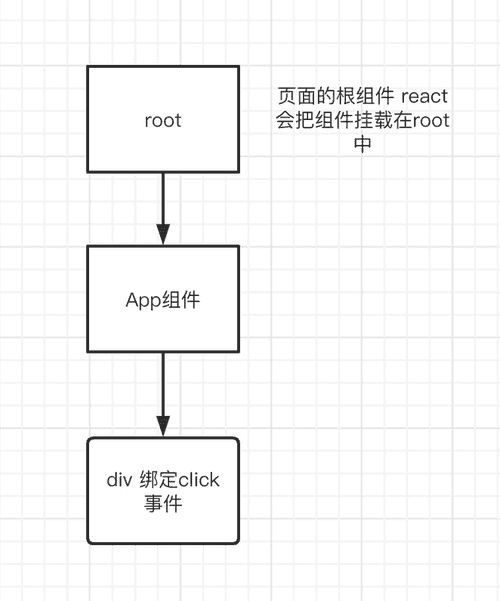 root
页面的根组件 react
会把组件挂载在root
中
App组件
div 绑定click
事件